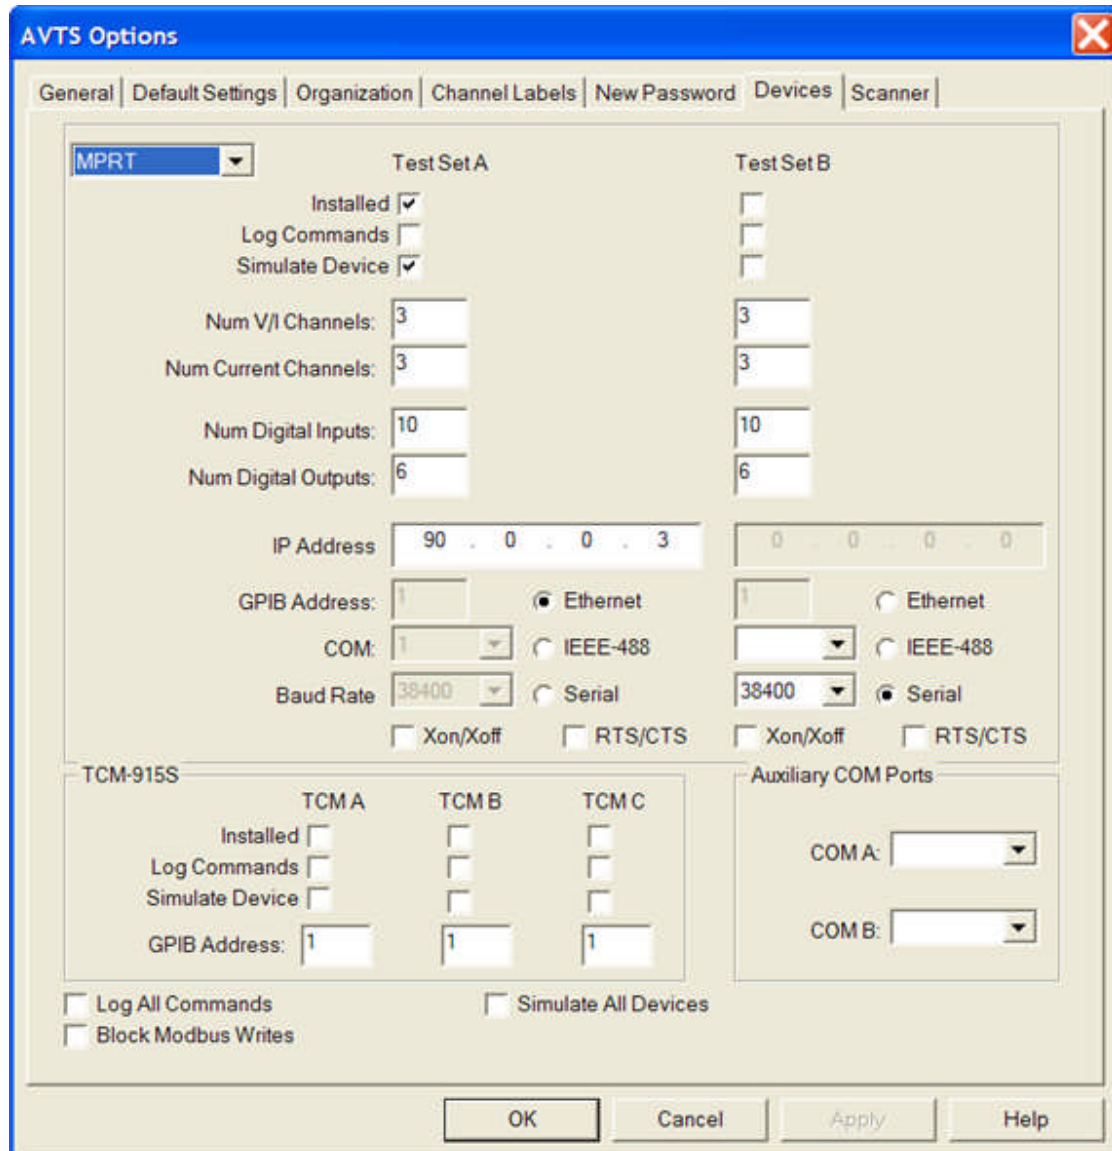 AVTS Options
General Default Settings Organization Channel Labels New Password Devices Scanner
MPRT Test Set A Test Set B
Installed
Log Commands
Simulate Device
Num V/I Channels: 3 3
Num Current Channels: 3 3
Num Digital Inputs: 10 10
Num Digital Outputs: 6 6
IP Address 90 . 0 . 0 . 3 0 . 0 . 0 . 0
GPIB Address: 1 Ethernet 1 Ethernet
COM: 1 IEEE-488 IEEE-488
Baud Rate 38400 Serial 38400 Serial
Xon/Xoff RTS/CTS Xon/Xoff RTS/CTS
TCM-915S Auxiliary COM Ports
TCM A TCM B TCM C
Installed
Log Commands
Simulate Device
GPIB Address: 1 1 1
COM A:
COM B:
Log All Commands Simulate All Devices
Block Modbus Writes
OK Cancel Apply Help